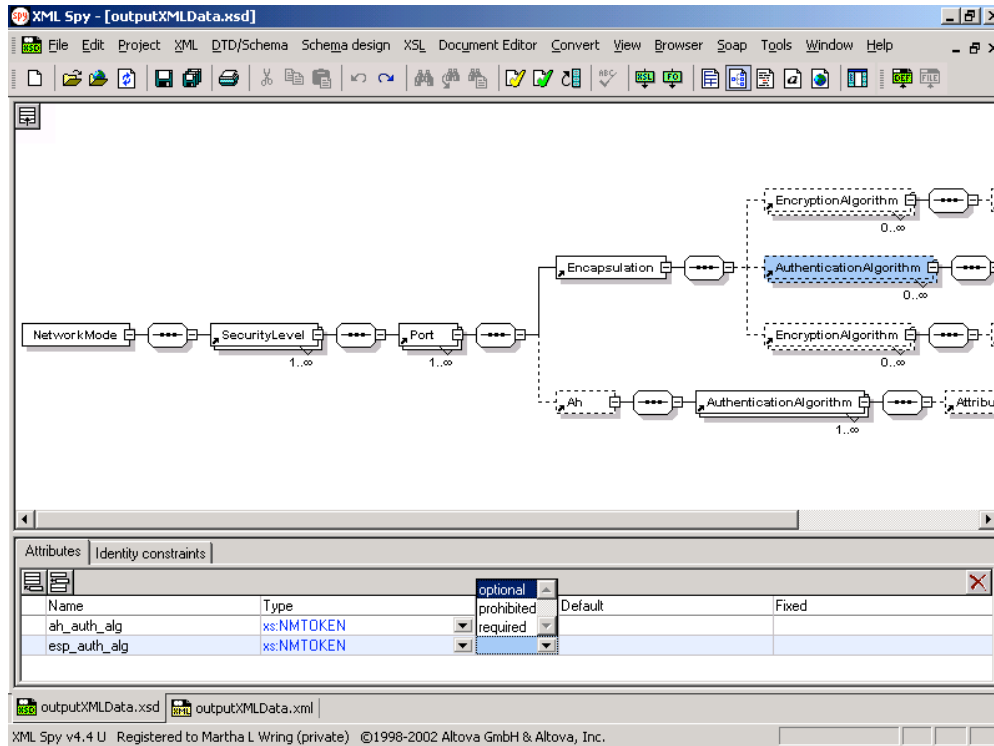 XML Spy - [outputXMLData.xsd]
File Edit Project XML DTD/Schema Schema design XSL Document Editor Convert View Browser Soap Tools Window Help
EncryptionAlgorithm
0..∞
Encapsulation
AuthenticationAlgorithm
0..∞
NetworkMode
SecurityLevel
1..∞
Port
1..∞
EncryptionAlgorithm
0..∞
Ah
AuthenticationAlgorithm
1..∞
Attribu
Attributes Identity constraints
optional
prohibited
required
Name Type Default Fixed
ah_auth_alg xs:NMTOKEN
esp_auth_alg xs:NMTOKEN
outputXMLData.xsd outputXMLData.xml
XML Spy v4.4 U Registered to Martha L Wring (private) ©1998-2002 Altova GmbH & Altova, Inc.